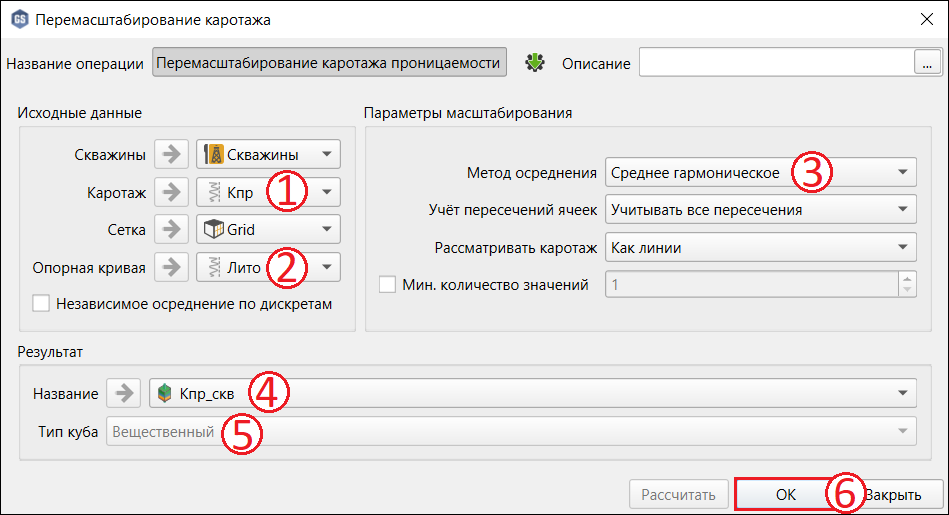 GS Перемасштабирование каротажа
Название операции Перемасштабирование каротажа проницаемости Описание ...
Исходные данные
Скважины Скважины
Каротаж Кпр 1
Сетка Grid
Опорная кривая Лито 2
Независимое осреднение по дискретам
Параметры масштабирования
Метод осреднения Среднее гармоническое 3
Учёт пересечений ячеек Учитывать все пересечения
Рассматривать каротаж Как линии
Мин. количество значений 1
Результат
Название Кпр_скв 4
Тип куба Вещественный 5
Рассчитать ОК 6 Закрыть